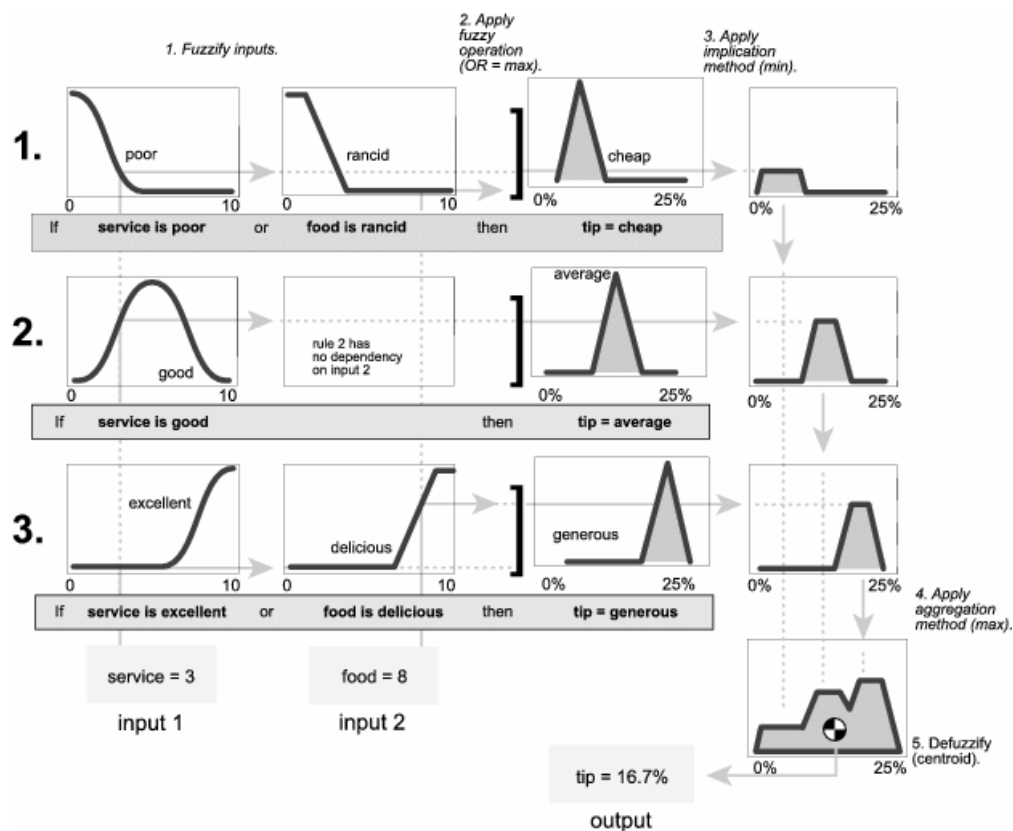 1. Fuzzify inputs.
2. Apply
fuzzy
operation
(OR = max).
3. Apply
implication
method (min).
1.
poor
0 10
rancid
0 10
cheap
0% 25%
0% 25%
If service is poor or food is rancid then tip = cheap
2.
good
0 10
rule 2 has
no dependency
on input 2
average
0% 25%
0% 25%
If service is good then tip = average
3.
excellent
0 10
delicious
0 10
generous
0% 25%
0% 25%
If service is excellent or food is delicious then tip = generous
4. Apply
aggregation
method (max).
service = 3
input 1
food = 8
input 2
0% 25%
5. Defuzzify
(centroid).
tip = 16.7%
output